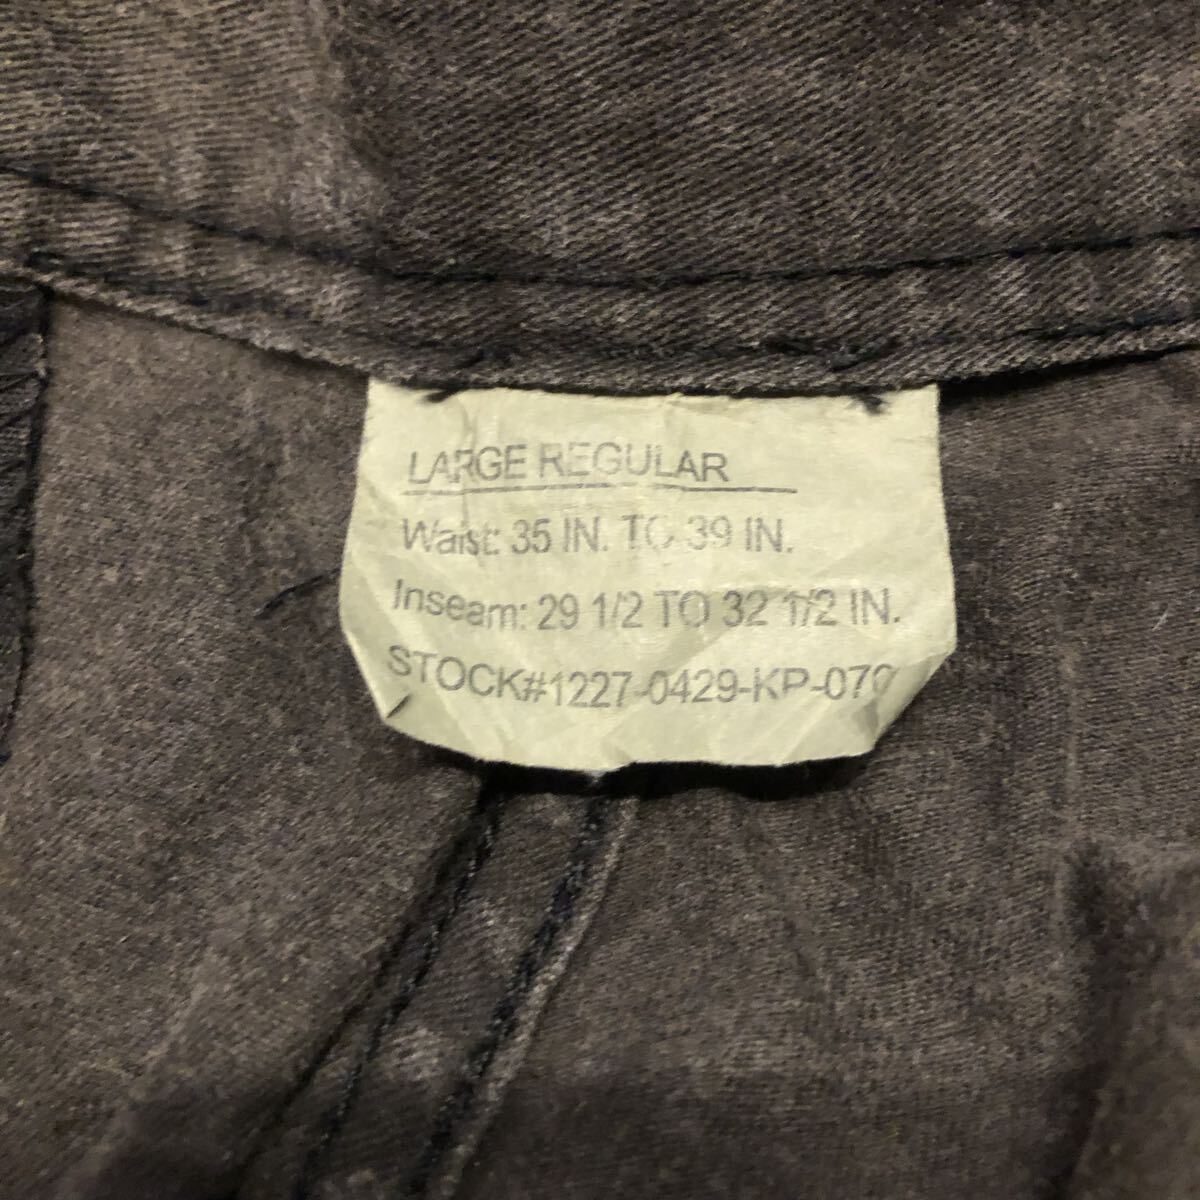 LARGE REGULAR
Waist: 35 IN. TO 39 IN.
Inseam: 29 1/2 TO 32 1/2 IN.
STOCK#1227-0429-KP-070